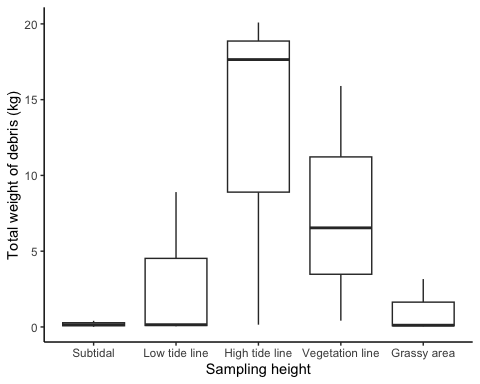 Total weight of debris (kg)
20
15
10
5
0
Subtidal Low tide line High tide line Vegetation line Grassy area
Sampling height